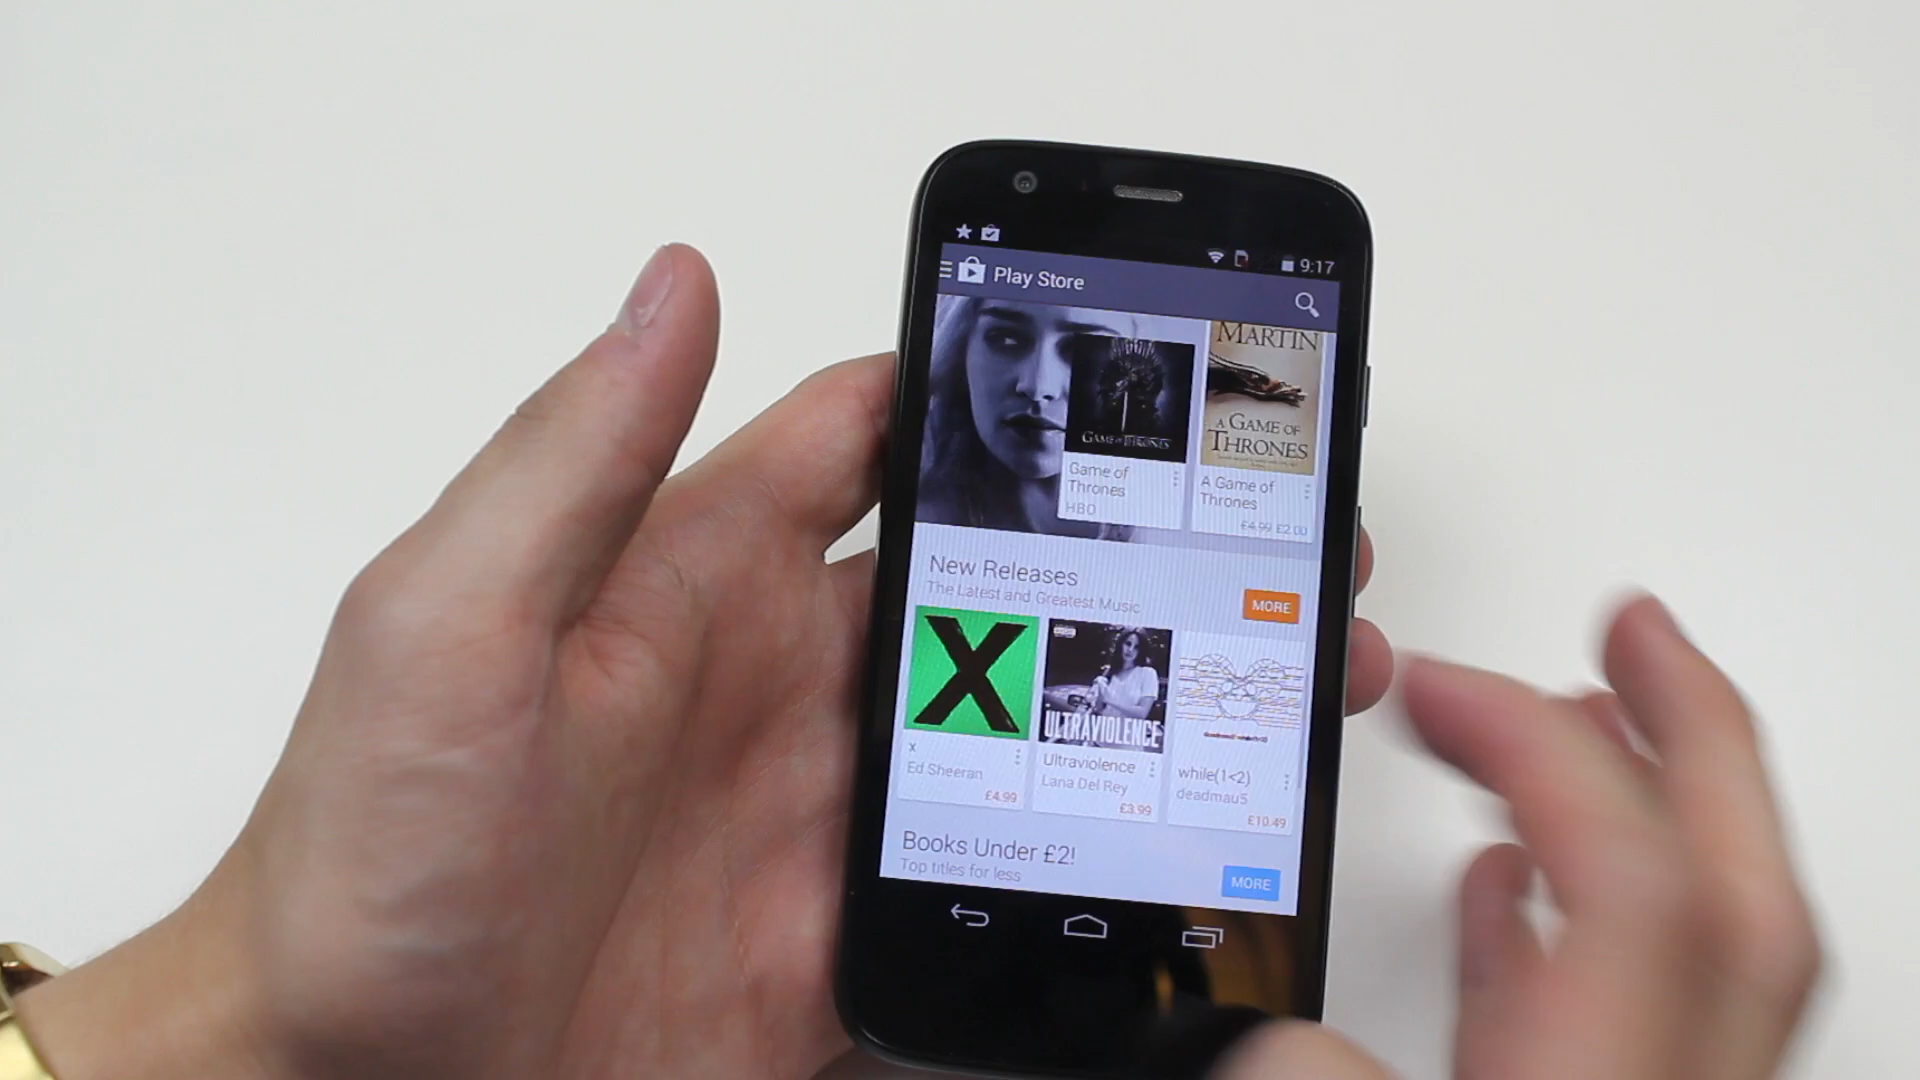 9:17
Play Store
MARTIN
A GAME OF
THRONES
GAME OF THRONES
Game of
Thrones
HBO
A Game of
Thrones
£4.99 £2.00
New Releases
The Latest and Greatest Music
MORE
X
ULTRAVIOLENCE
x
Ed Sheeran
£4.99
Ultraviolence
Lana Del Rey
£3.99
while(1<2)
deadmau5
£10.49
Books Under £2!
Top titles for less
MORE